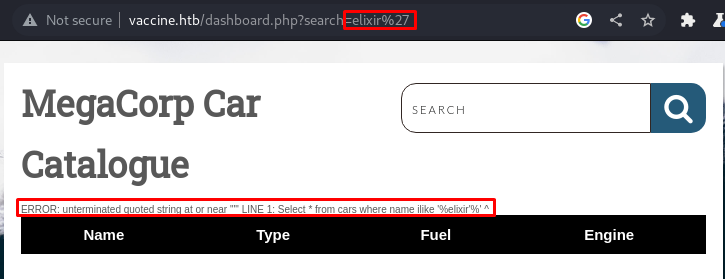 Not secure vaccine.htb/dashboard.php?search=elixir%27
MegaCorp Car
SEARCH
Catalogue
ERROR: unterminated quoted string at or near "'" LINE 1: Select * from cars where name ilike '%elixir'%' ^
Name Type Fuel Engine